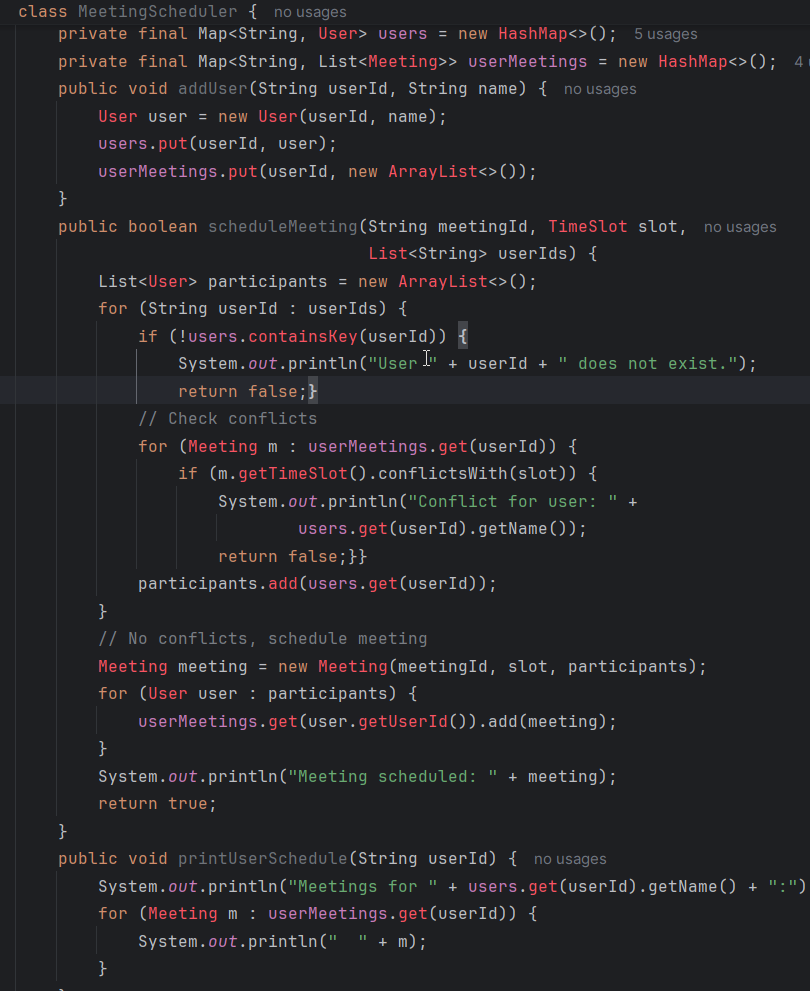 class MeetingScheduler {  no usages
    private final Map<String, User> users = new HashMap<>();  5 usages
    private final Map<String, List<Meeting>> userMeetings = new HashMap<>();  4
    public void addUser(String userId, String name) {  no usages
        User user = new User(userId, name);
        users.put(userId, user);
        userMeetings.put(userId, new ArrayList<>());
    }
    public boolean scheduleMeeting(String meetingId, TimeSlot slot,  no usages
                                   List<String> userIds) {
        List<User> participants = new ArrayList<>();
        for (String userId : userIds) {
            if (!users.containsKey(userId)) {
                System.out.println("User " + userId + " does not exist.");
                return false;}
            // Check conflicts
            for (Meeting m : userMeetings.get(userId)) {
                if (m.getTimeSlot().conflictsWith(slot)) {
                    System.out.println("Conflict for user: " +
                            users.get(userId).getName());
                    return false;}}
            participants.add(users.get(userId));
        }
        // No conflicts, schedule meeting
        Meeting meeting = new Meeting(meetingId, slot, participants);
        for (User user : participants) {
            userMeetings.get(user.getUserId()).add(meeting);
        }
        System.out.println("Meeting scheduled: " + meeting);
        return true;
    }
    public void printUserSchedule(String userId) {  no usages
        System.out.println("Meetings for " + users.get(userId).getName() + ":")
        for (Meeting m : userMeetings.get(userId)) {
            System.out.println("  " + m);
        }